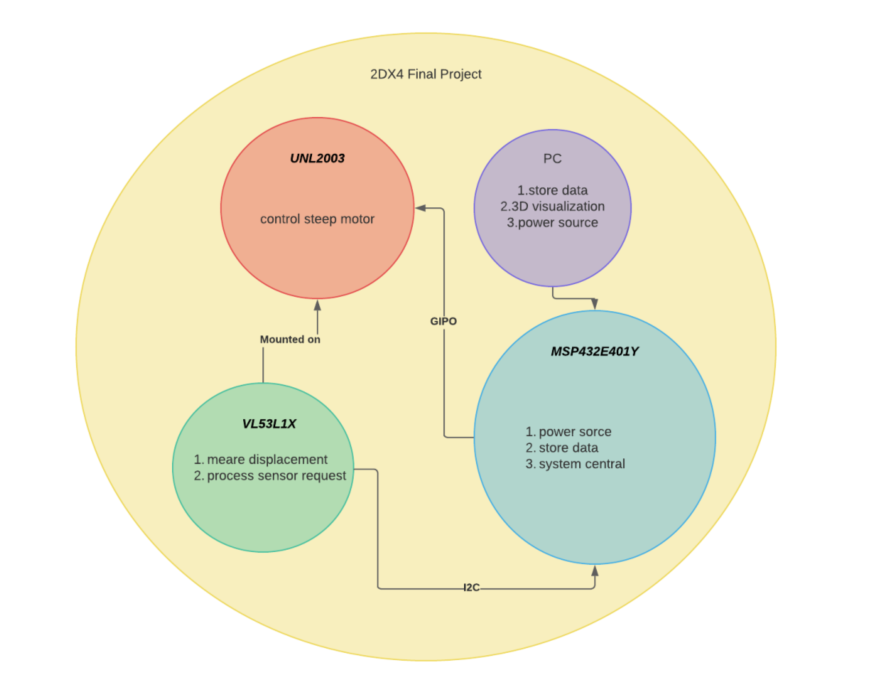 2DX4 Final Project
UNL2003
control steep motor
PC
1.store data
2.3D visualization
3.power source
GIPO
Mounted on
MSP432E401Y
1. power sorce
2. store data
3. system central
VL53L1X
1. meare displacement
2. process sensor request
I2C